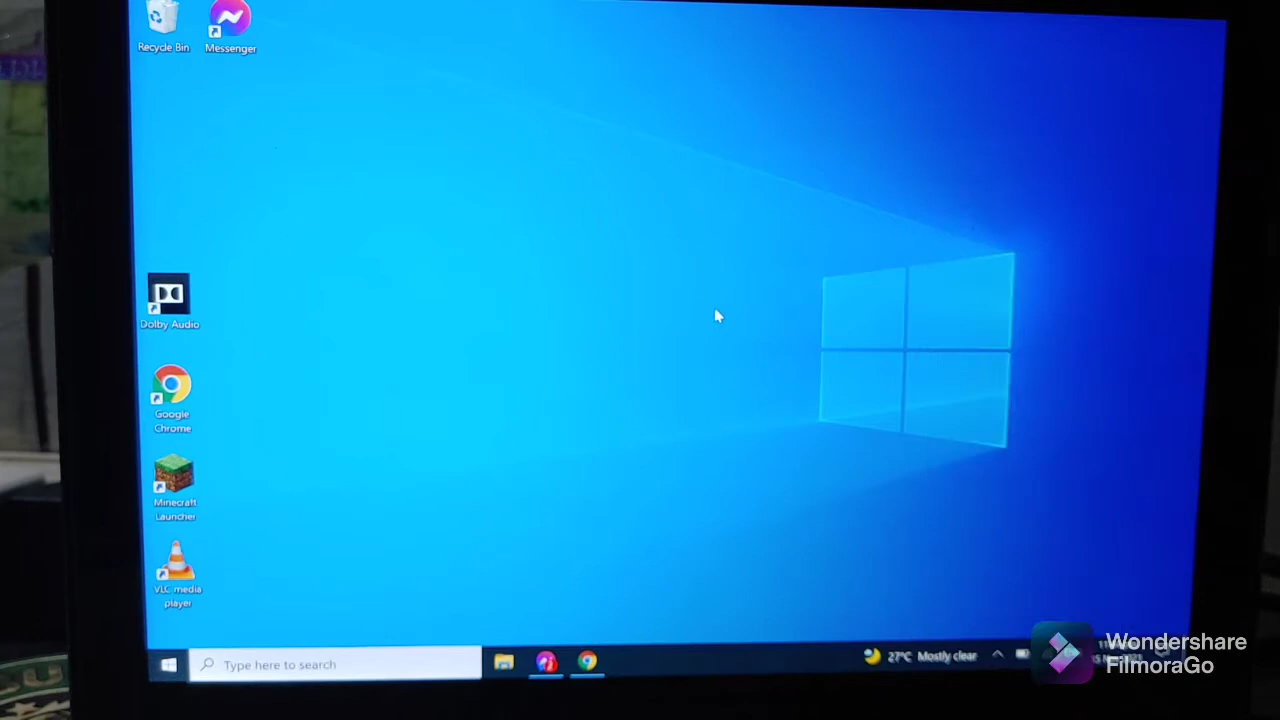 Recycle Bin
Messenger
Dolby Audio
Google
Chrome
Minecraft
Launcher
VLC media
player
Type here to search
27°C Mostly clear
Wondershare
FilmoraGo